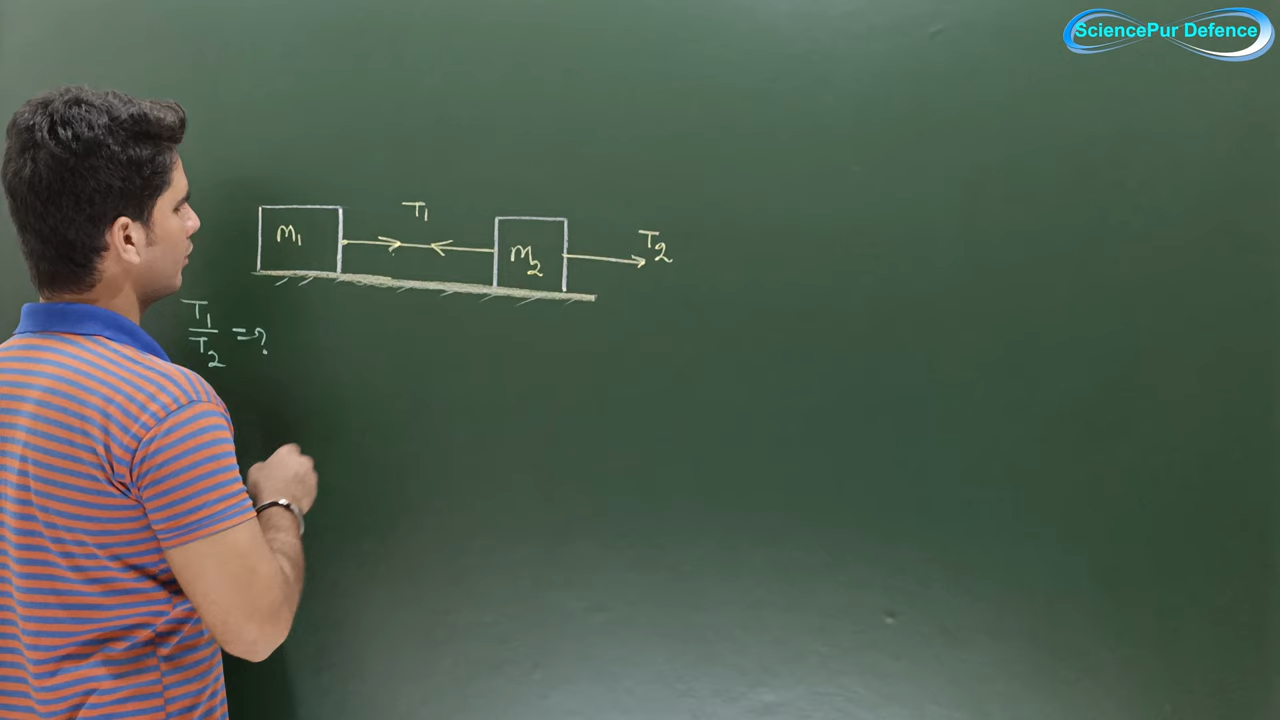 SciencePur Defence
T₁
m₁
m₂
T₂
T₁
T₂
=?